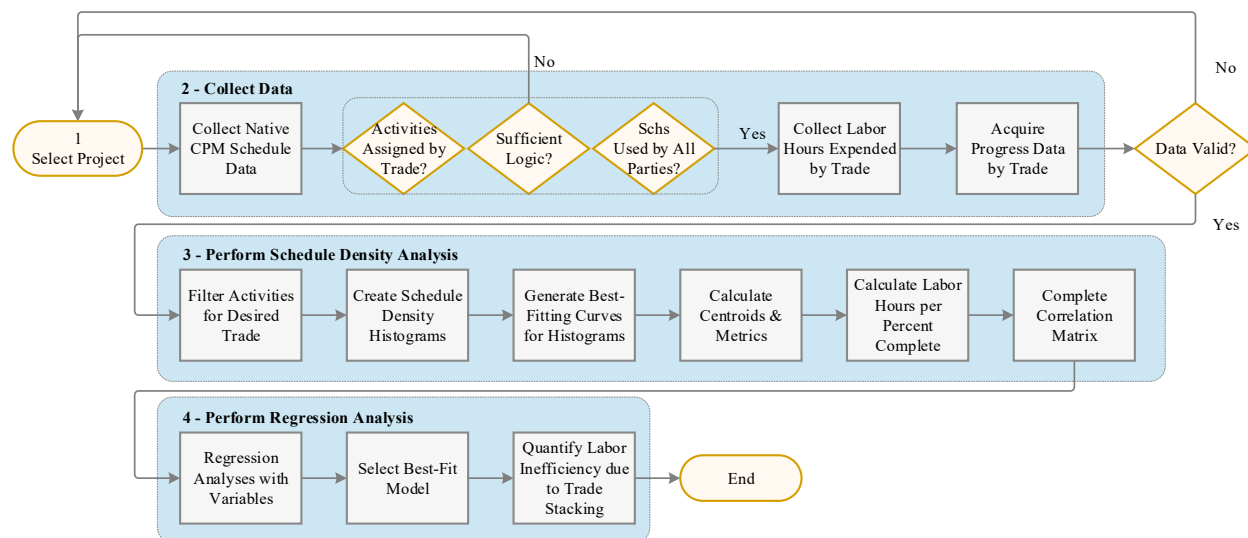 No
No
2 - Collect Data
1
Select Project
Collect Native
CPM Schedule
Data
Activities
Assigned by
Trade?
Sufficient
Logic?
Schs
Used by All
Parties?
Yes
Collect Labor
Hours Expended
by Trade
Acquire
Progress Data
by Trade
Data Valid?
Yes
3 - Perform Schedule Density Analysis
Filter Activities
for Desired
Trade
Create Schedule
Density
Histograms
Generate Best-
Fitting Curves
for Histograms
Calculate
Centroids &
Metrics
Calculate Labor
Hours per
Percent
Complete
Complete
Correlation
Matrix
4 - Perform Regression Analysis
Regression
Analyses with
Variables
Select Best-Fit
Model
Quantify Labor
Inefficiency due
to Trade
Stacking
End